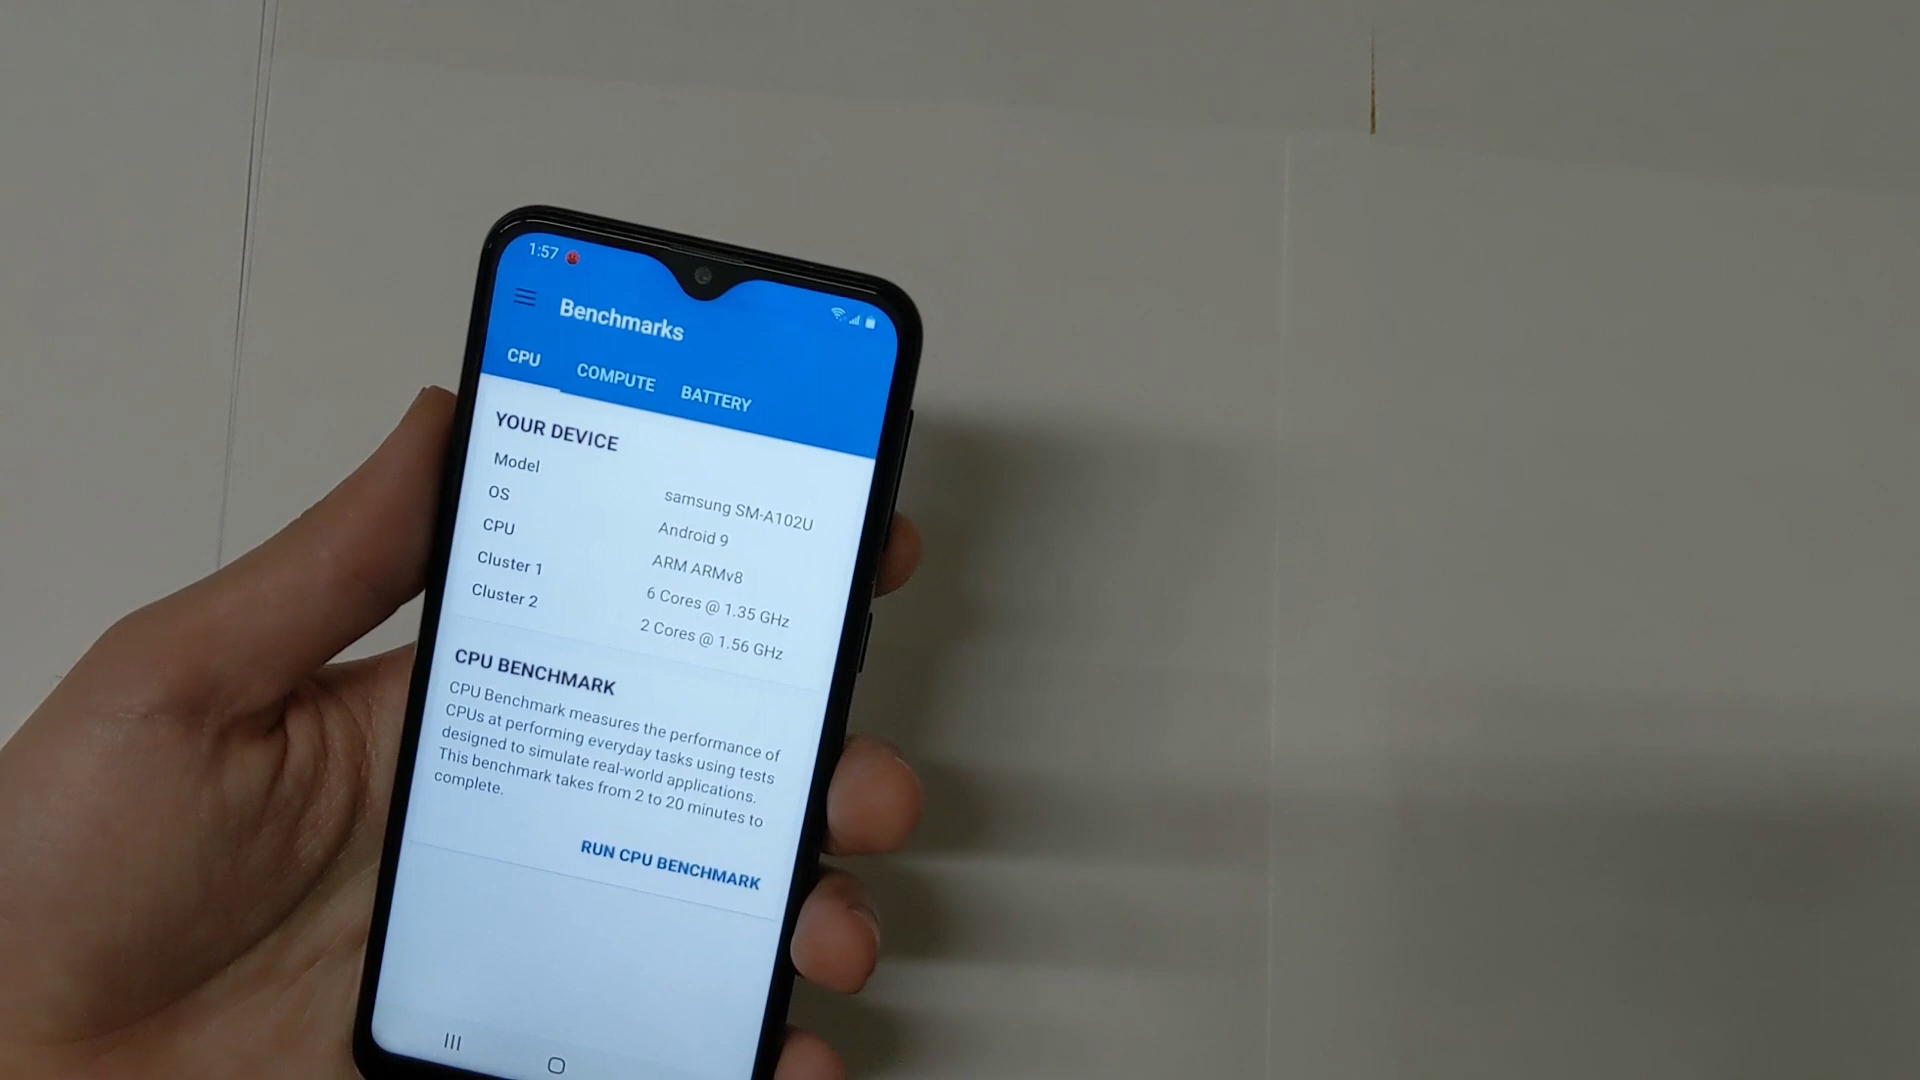 1:57
Benchmarks
CPU COMPUTE BATTERY
YOUR DEVICE
Model samsung SM-A102U
OS Android 9
CPU ARM ARMv8
Cluster 1 6 Cores @ 1.35 GHz
Cluster 2 2 Cores @ 1.56 GHz
CPU BENCHMARK
CPU Benchmark measures the performance of
CPUs at performing everyday tasks using tests
designed to simulate real-world applications.
This benchmark takes from 2 to 20 minutes to
complete.
RUN CPU BENCHMARK